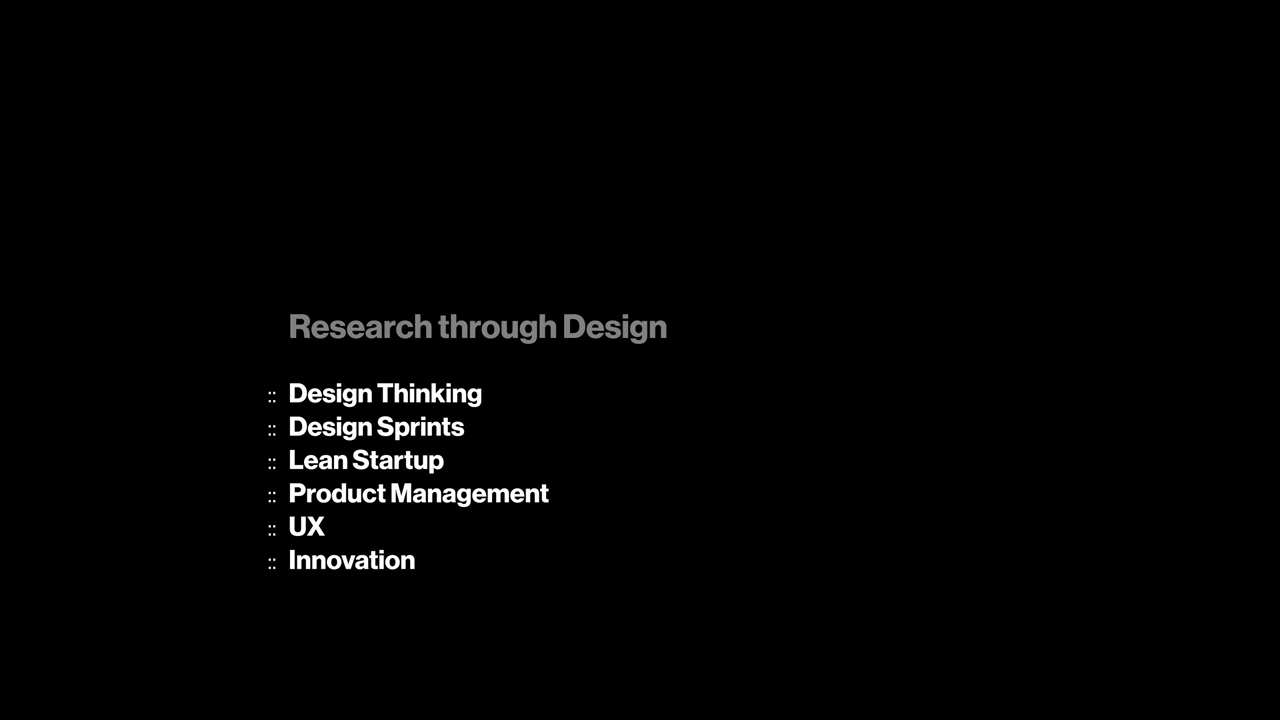 Research through Design
:: Design Thinking
:: Design Sprints
:: Lean Startup
:: Product Management
:: UX
:: Innovation